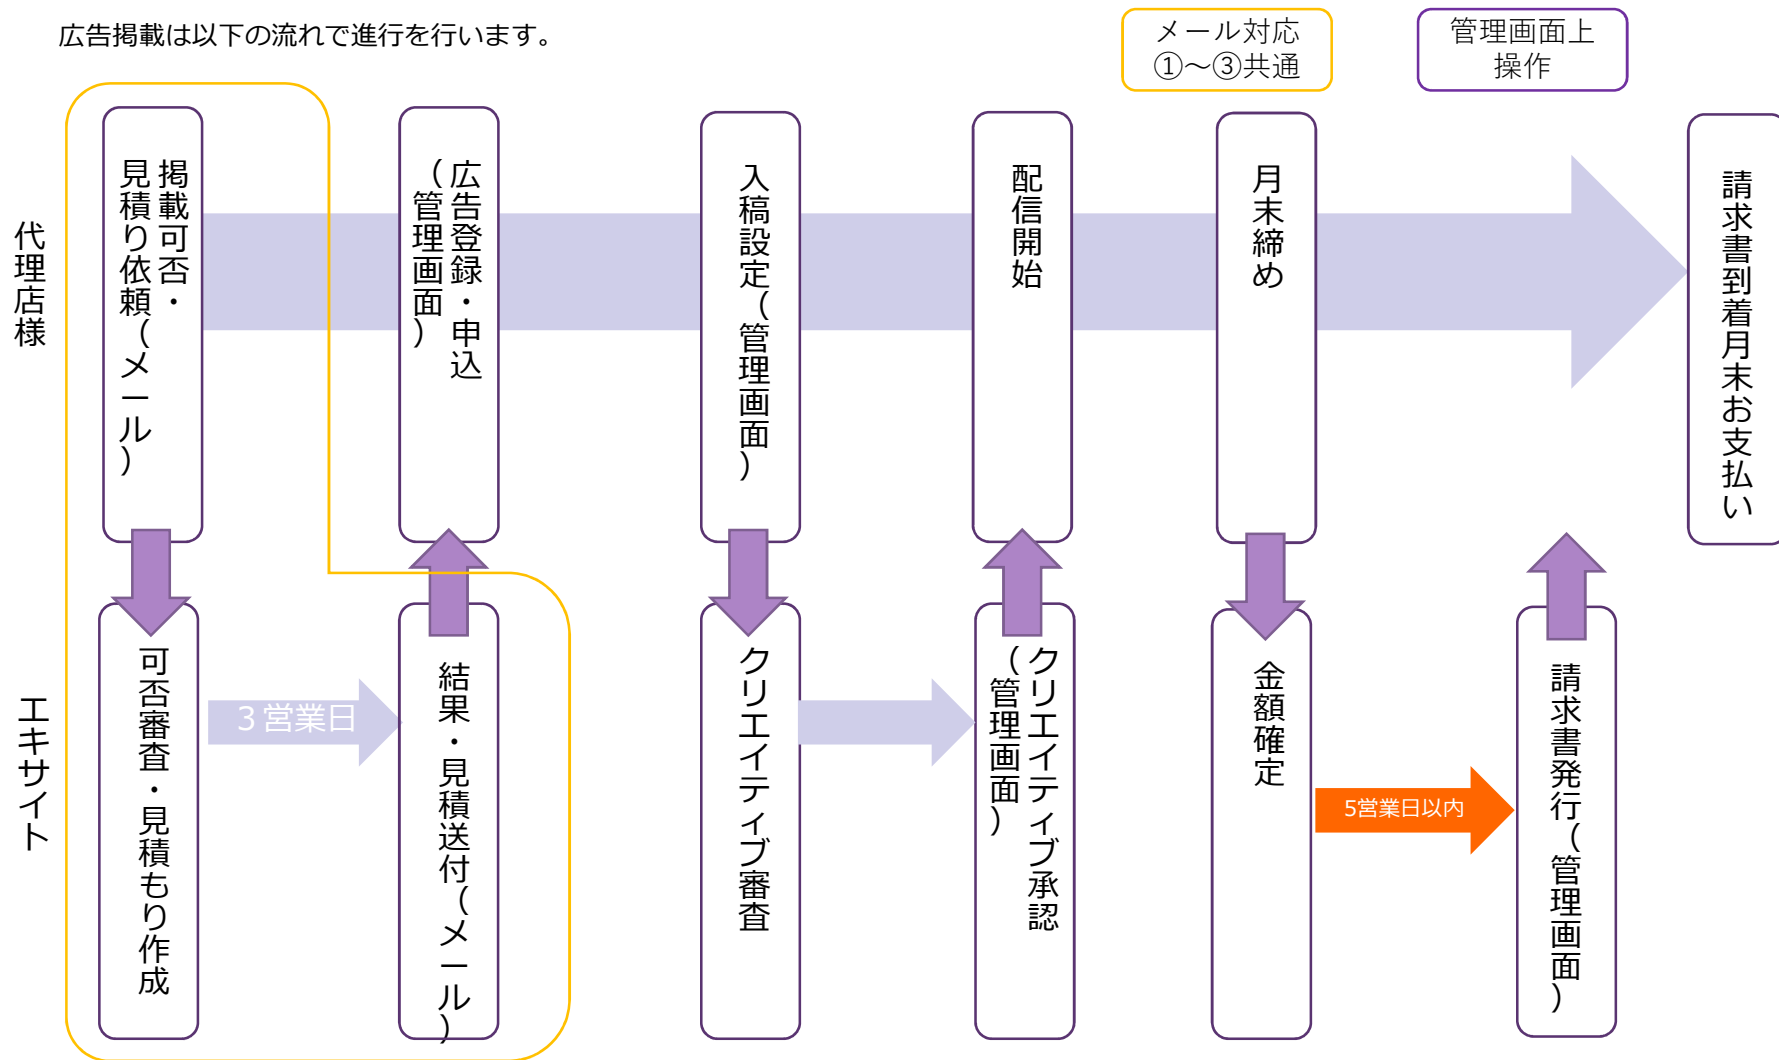 広告掲載は以下の流れで進行を行います。
メール対応
①～③共通
管理画面上
操作
代理店様
掲載可否・
見積り依頼(メール)
広告登録・申込
(管理画面)
入稿設定(管理画面)
配信開始
月末締め
請求書到着月末お支払い
エキサイト
可否審査・見積もり作成
３営業日
結果・見積送付(メール)
クリエイティブ審査
クリエイティブ承認
(管理画面)
金額確定
5営業日以内
請求書発行(管理画面)